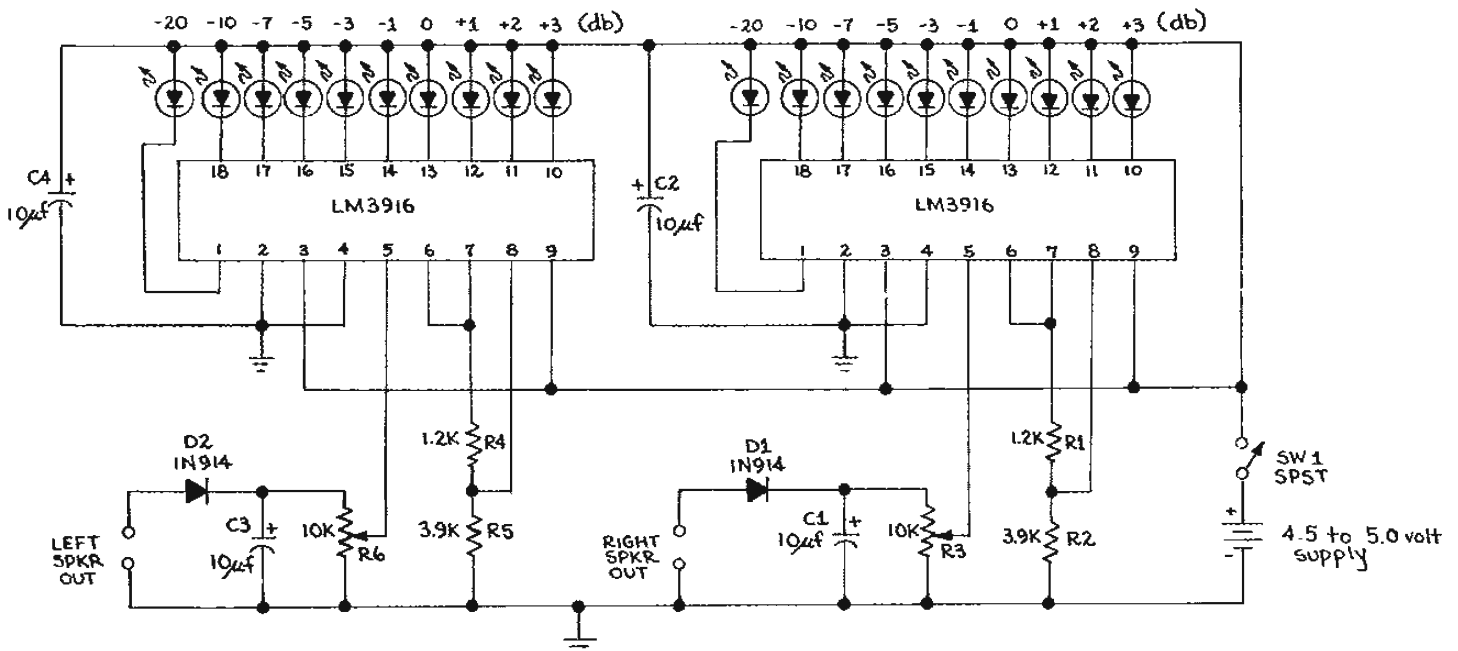 -20 -10 -7 -5 -3 -1 0 +1 +2 +3 (db)
-20 -10 -7 -5 -3 -1 0 +1 +2 +3 (db)
18 17 16 15 14 13 12 11 10
LM3916
1 2 3 4 5 6 7 8 9
18 17 16 15 14 13 12 11 10
LM3916
1 2 3 4 5 6 7 8 9
C4 +
10µf
+ C2
10µf
D2
1N914
C3 +
10µf
10K
R6
1.2K R4
3.9K R5
LEFT
SPKR
OUT
D1
1N914
C1 +
10µf
10K
R3
1.2K R1
3.9K R2
RIGHT
SPKR
OUT
SW1
SPST
+
-
4.5 to 5.0 volt
supply